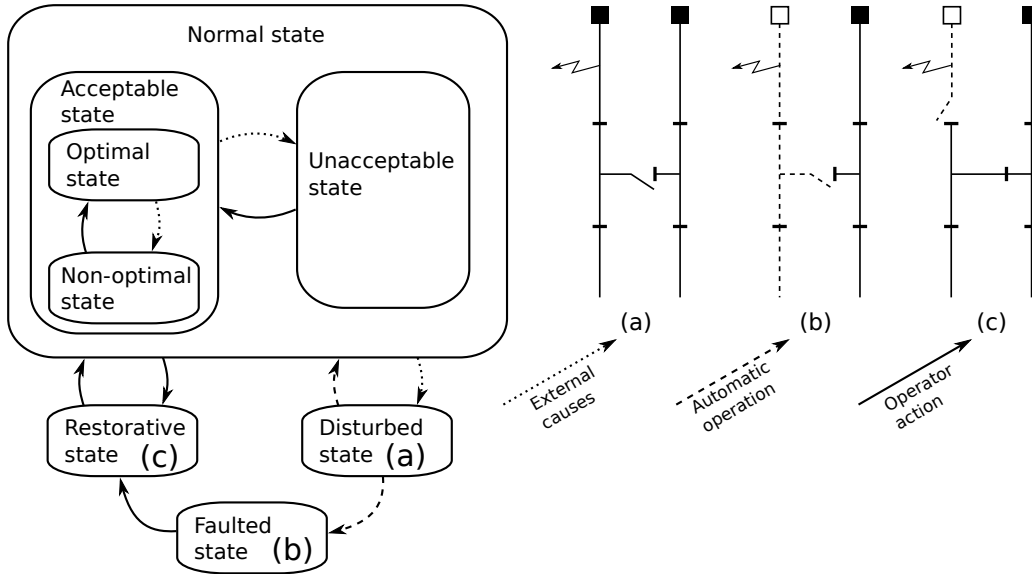 Normal state
Acceptable
state
Optimal
state
Non-optimal
state
Unacceptable
state
Restorative
state (c)
Disturbed
state (a)
Faulted
state (b)
(a)
(b)
(c)
External
causes
Automatic
operation
Operator
action